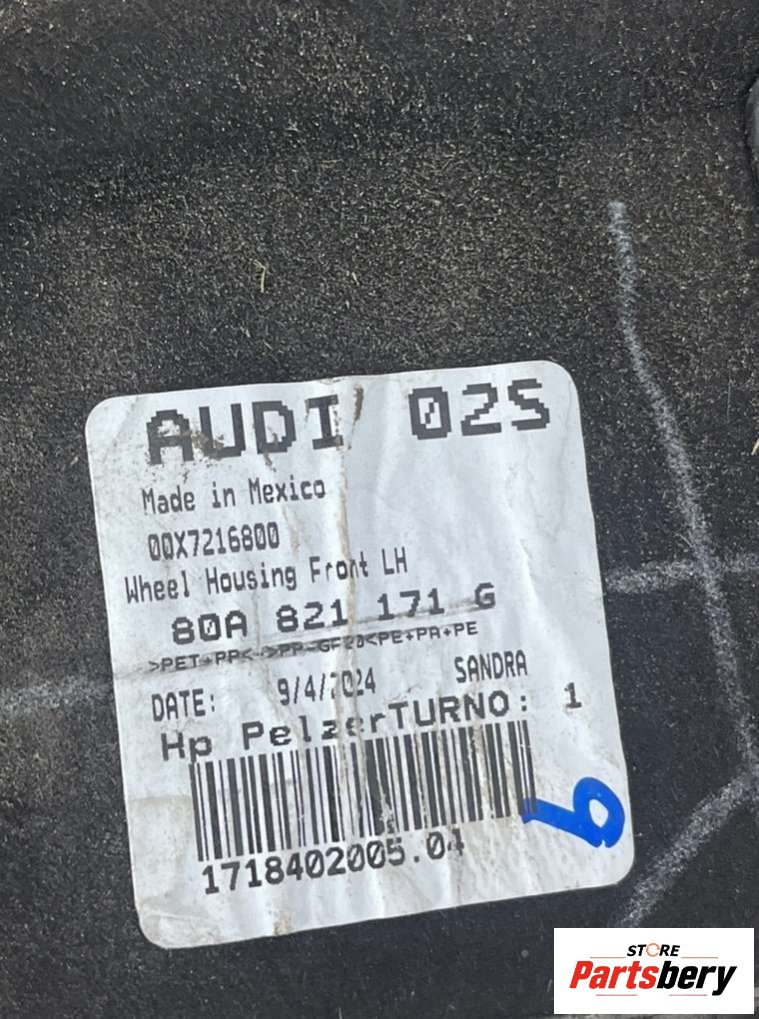 AUDI 02S
Made in Mexico
00X7216800
Wheel Housing Front LH
80A 821 171 G
>PET+PP<->PP-GF20<PE+PA+PE
DATE: 9/4/2024 SANDRA
Hp PelzerTURNO: 1
1718402005.04
6
STORE
Partsbery